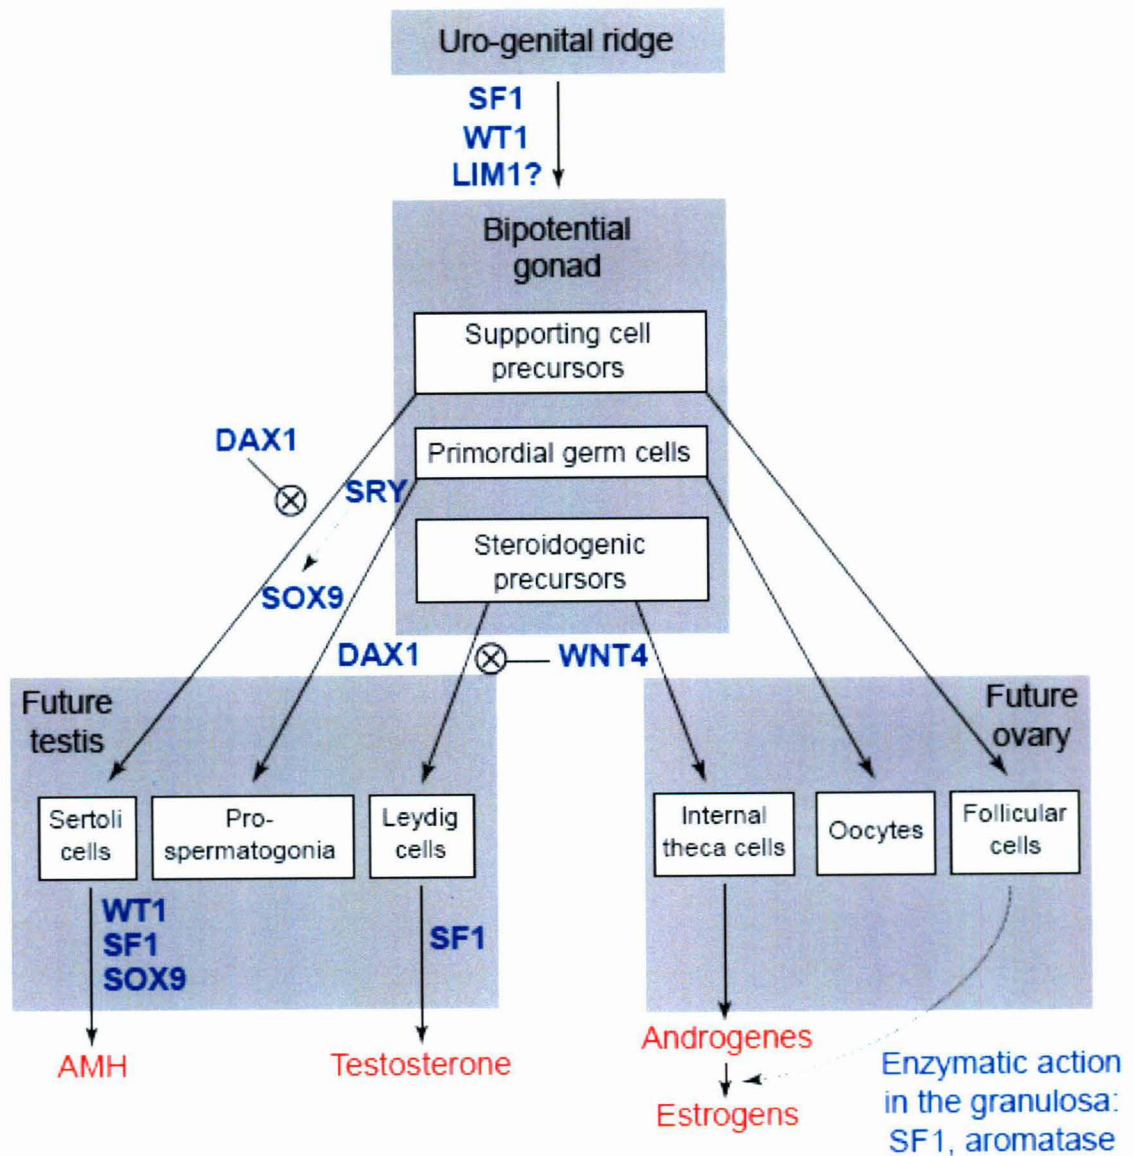 Uro-genital ridge
SF1
WT1
LIM1?
Bipotential
gonad
Supporting cell
precursors
DAX1
Primordial germ cells
SRY
Steroidogenic
precursors
SOX9
DAX1
WNT4
Future
testis
Future
ovary
Sertoli
cells
Pro-
spermatogonia
Leydig
cells
Internal
theca cells
Oocytes
Follicular
cells
WT1
SF1
SOX9
SF1
AMH
Testosterone
Androgenes
Estrogens
Enzymatic action
in the granulosa:
SF1, aromatase